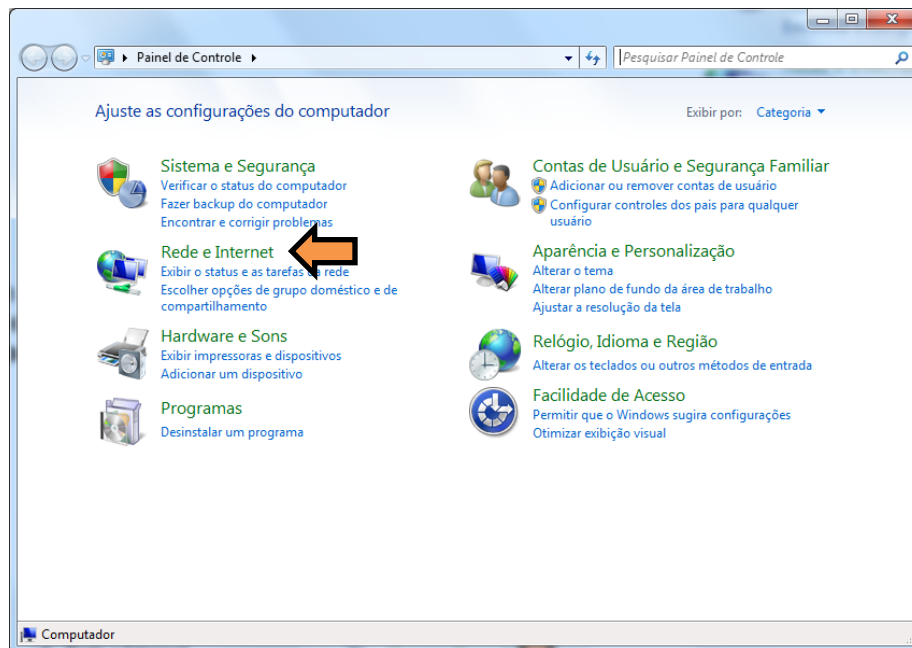 Painel de Controle
Pesquisar Painel de Controle
Ajuste as configurações do computador
Exibir por: Categoria
Sistema e Segurança
Verificar o status do computador
Fazer backup do computador
Encontrar e corrigir problemas
Rede e Internet
Exibir o status e as tarefas da rede
Escolher opções de grupo doméstico e de
compartilhamento
Hardware e Sons
Exibir impressoras e dispositivos
Adicionar um dispositivo
Programas
Desinstalar um programa
Contas de Usuário e Segurança Familiar
Adicionar ou remover contas de usuário
Configurar controles dos pais para qualquer
usuário
Aparência e Personalização
Alterar o tema
Alterar plano de fundo da área de trabalho
Ajustar a resolução da tela
Relógio, Idioma e Região
Alterar os teclados ou outros métodos de entrada
Facilidade de Acesso
Permitir que o Windows sugira configurações
Otimizar exibição visual
Computador